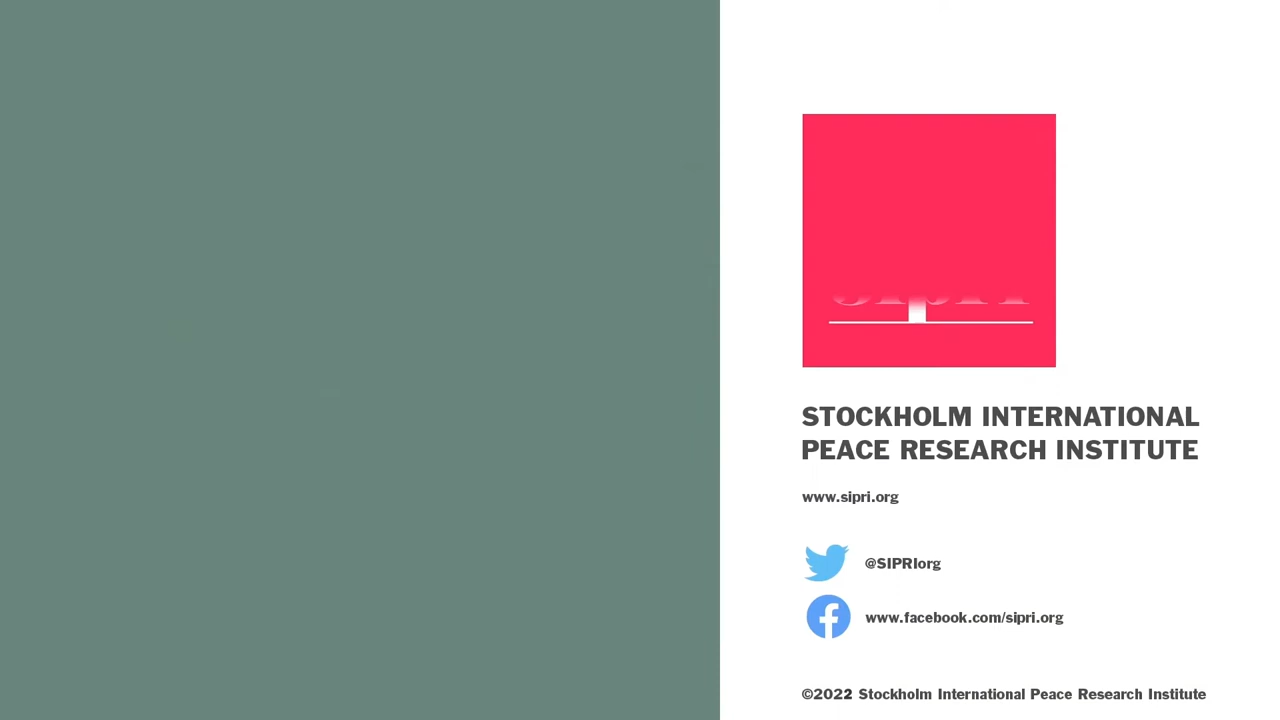 STOCKHOLM INTERNATIONAL
PEACE RESEARCH INSTITUTE
www.sipri.org
@SIPRIorg
www.facebook.com/sipri.org
©2022 Stockholm International Peace Research Institute